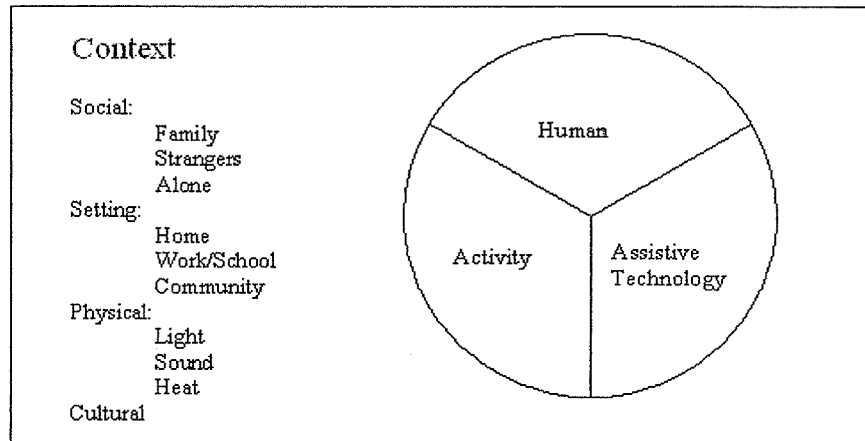 Context
Social:
Family
Strangers
Alone
Setting:
Home
Work/School
Community
Physical:
Light
Sound
Heat
Cultural
Human
Activity
Assistive
Technology